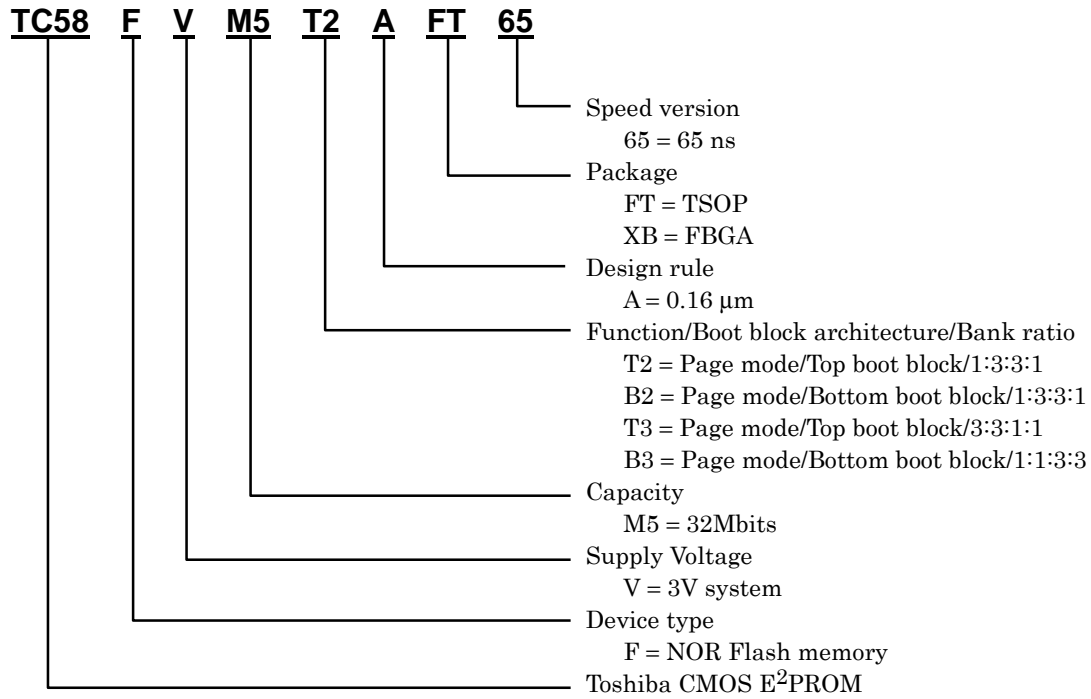 TC58 F V M5 T2 A FT 65
Speed version
65 = 65 ns
Package
FT = TSOP
XB = FBGA
Design rule
A = 0.16 μm
Function/Boot block architecture/Bank ratio
T2 = Page mode/Top boot block/1:3:3:1
B2 = Page mode/Bottom boot block/1:3:3:1
T3 = Page mode/Top boot block/3:3:1:1
B3 = Page mode/Bottom boot block/1:1:3:3
Capacity
M5 = 32Mbits
Supply Voltage
V = 3V system
Device type
F = NOR Flash memory
Toshiba CMOS E²PROM